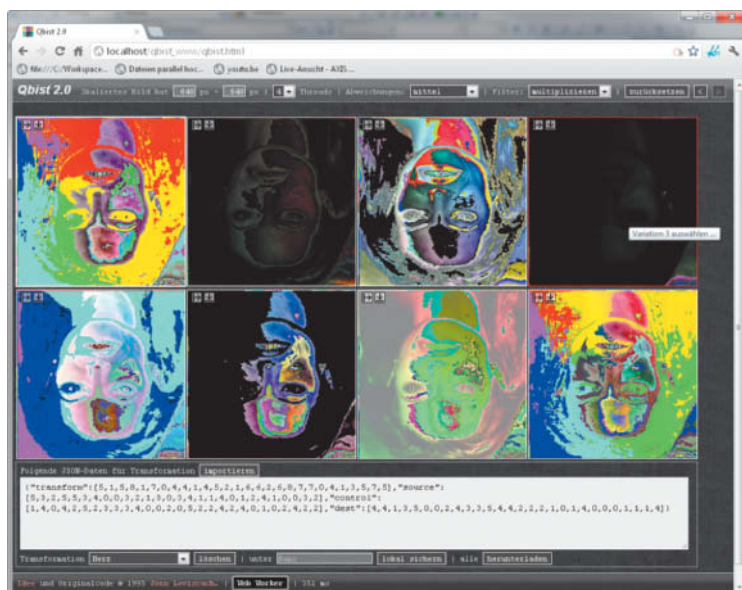 Qbist 2.0
localhost/qbist_www/qbist.html
file:///C:/Workspace... Dateien parallel hoc... youtu.be Live-Ansicht - AXIS...
Qbist 2.0 Skaliertes Bild hat 640 px × 640 px | 4 Threads | Abweichungen: mittel | Filter: multiplizieren | zurücksetzen < >
Variation 3 auswählen ...
Folgende JSON-Daten für Transformation importieren
{"transform":[5,1,5,8,1,7,0,4,4,1,4,5,2,1,6,6,2,6,8,7,7,0,4,1,3,5,7,5],"source":
[5,3,2,5,5,3,4,0,0,3,2,1,3,0,3,4,1,1,4,0,1,2,4,1,0,0,3,2],"control":
[1,4,0,4,2,5,2,3,3,3,4,0,0,2,0,5,2,2,4,2,4,0,1,0,2,4,2,2],"dest":[4,4,1,3,5,0,0,2,4,3,3,5,4,4,2,2,2,1,0,1,4,0,0,0,1,1,1,4]}
Transformation Herz löschen | unter Name lokal sichern | alle herunterladen
Idee und Originalcode © 1995 Jörn Loviscach. | Web Worker | 351 ms